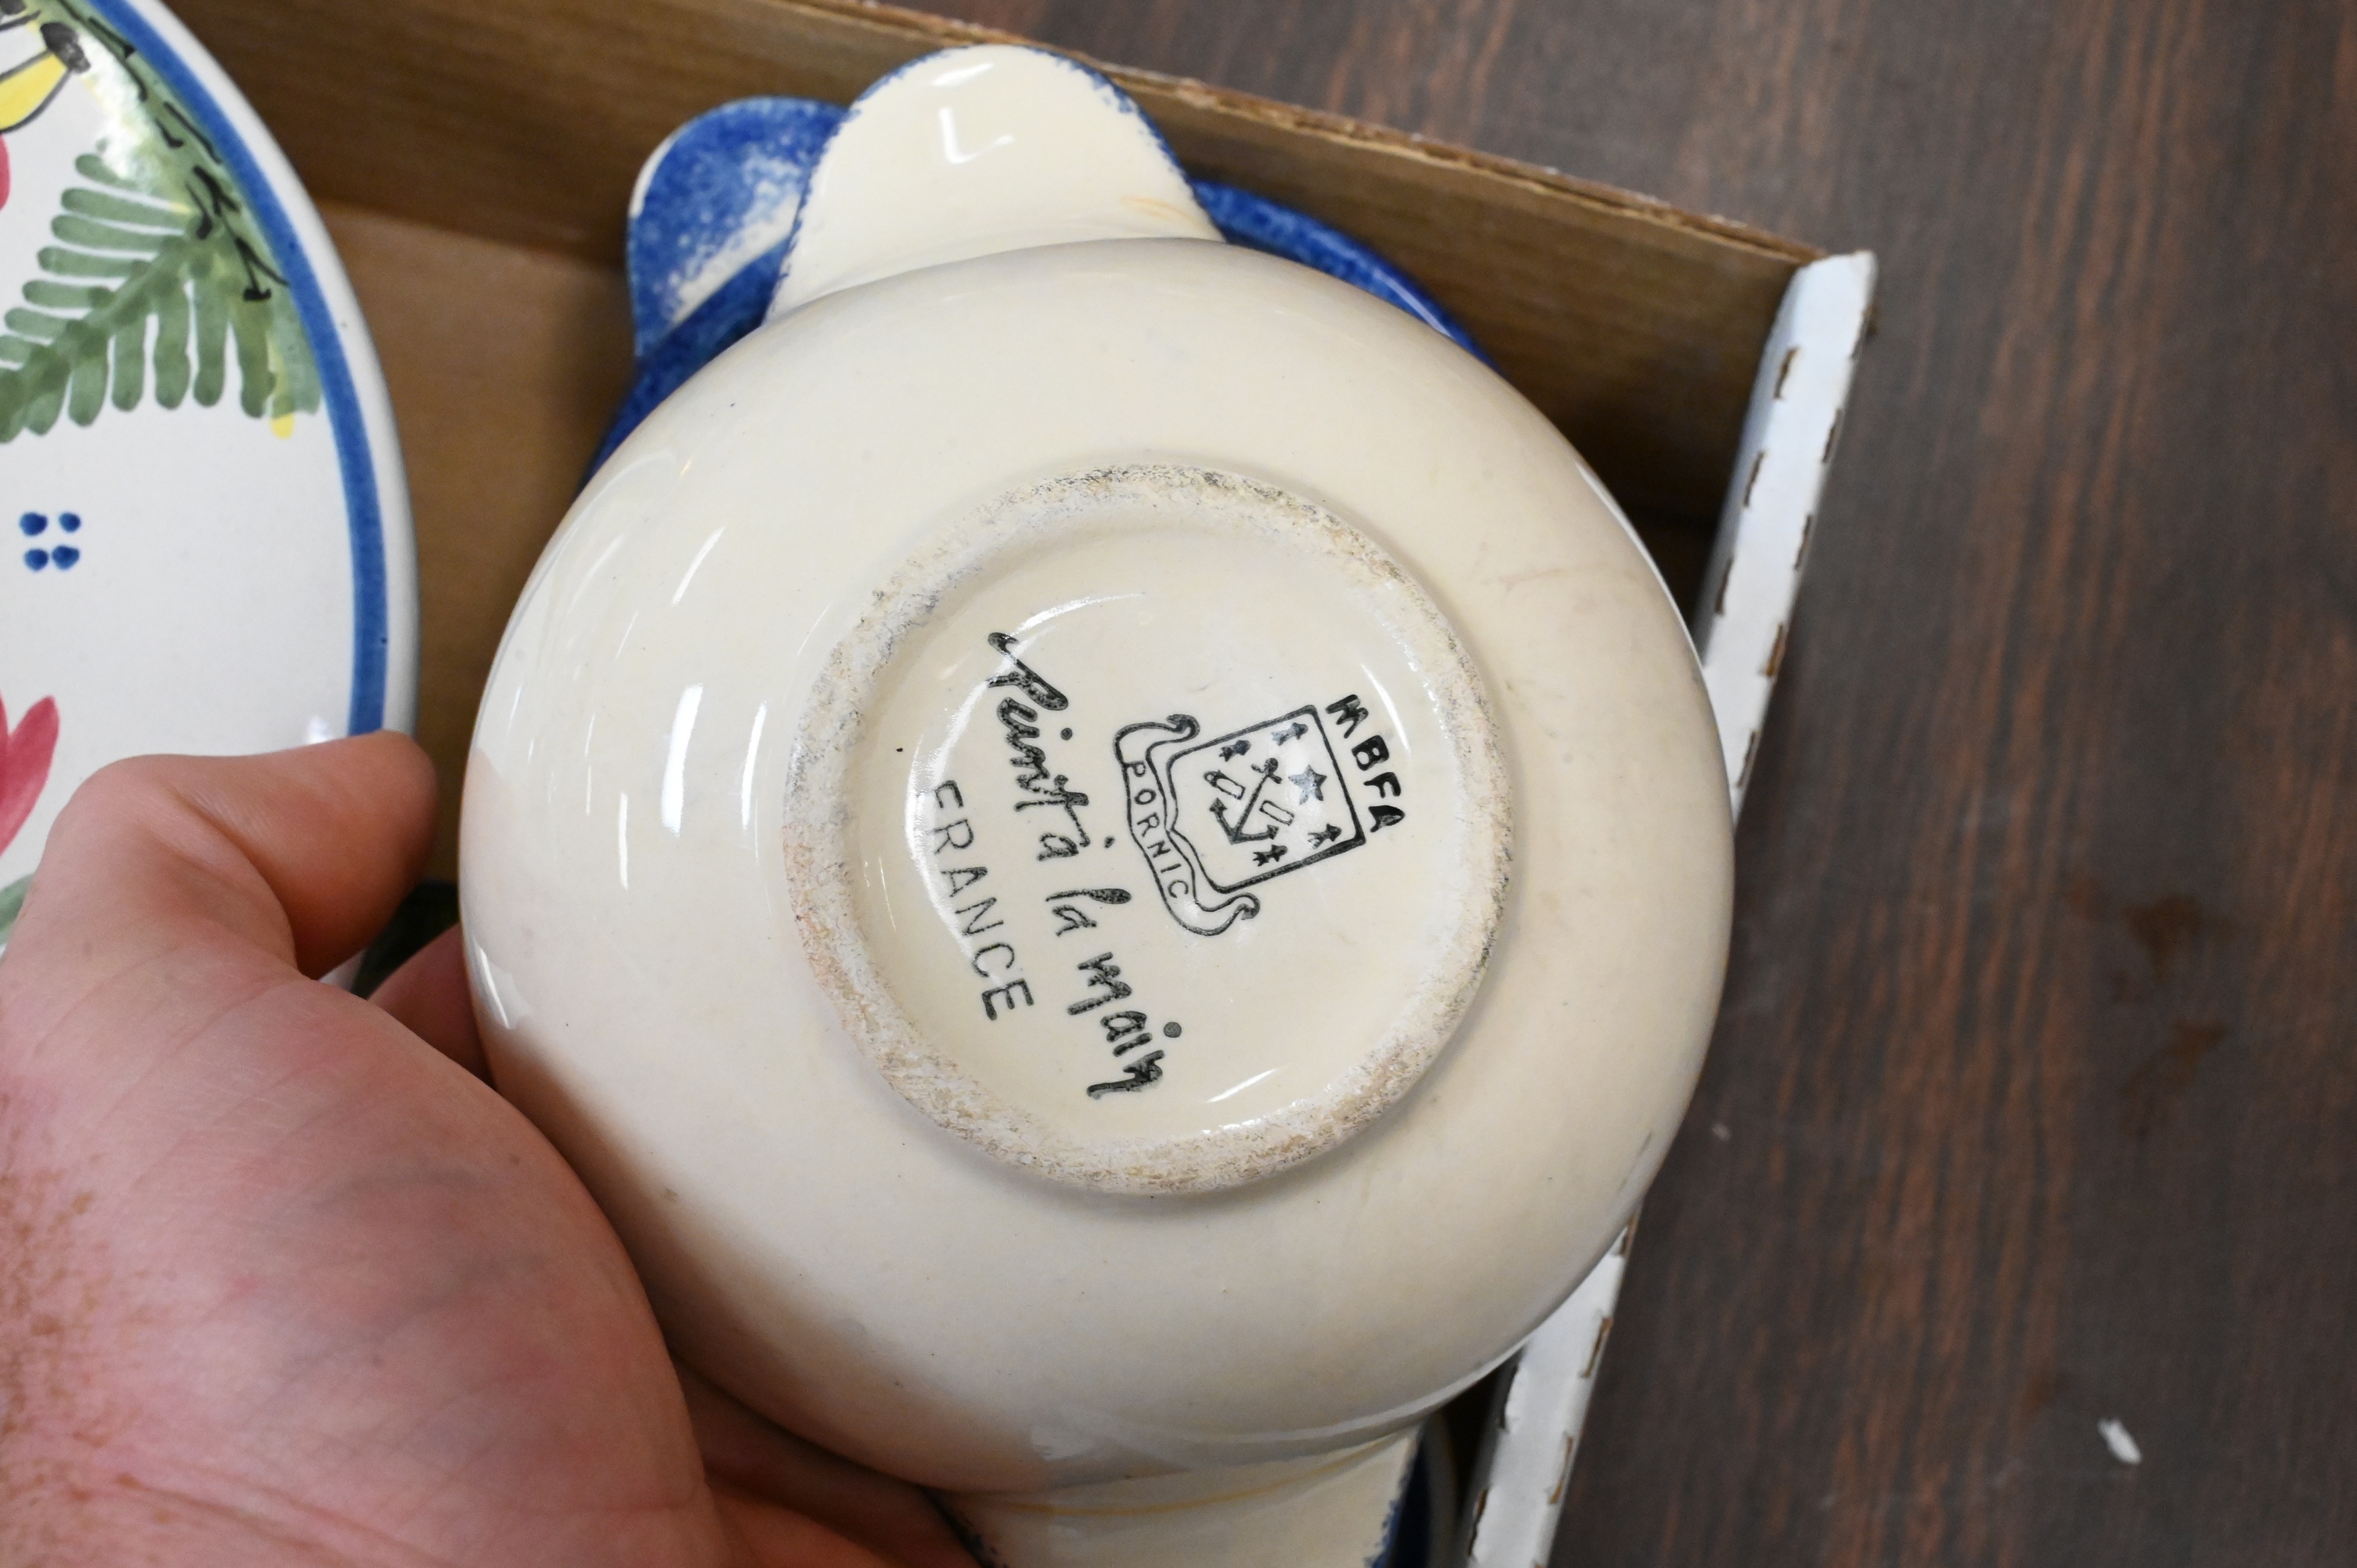 MBFA
PORNIC
Peint à la main
FRANCE